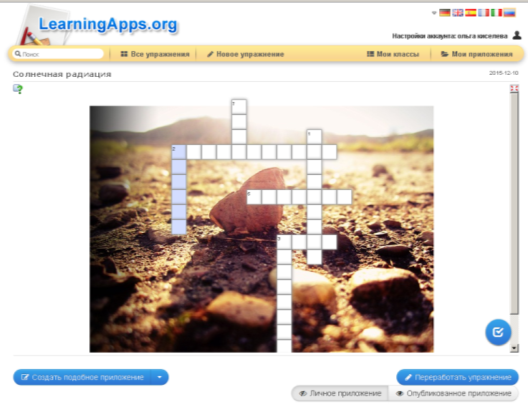 LearningApps.org
Настройки аккаунта: ольга киселева
Поиск
Все упражнения
Новое упражнение
Мои классы
Мои приложения
Солнечная радиация
2015-12-10
Создать подобное приложение
Переработать упражнение
Личное приложение
Опубликованное приложение